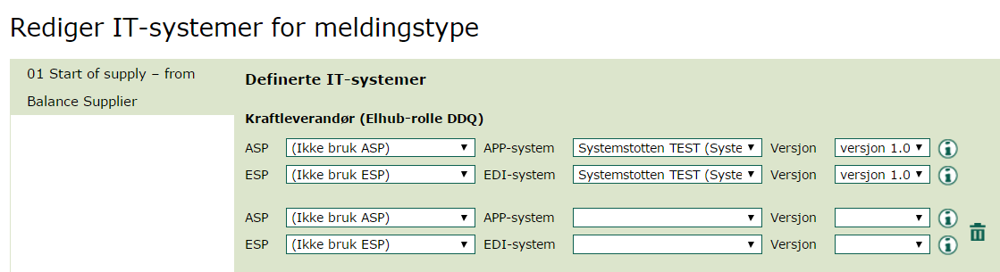 Rediger IT-systemer for meldingstype
01 Start of supply – from
Balance Supplier
Definerte IT-systemer
Kraftleverandør (Elhub-rolle DDQ)
ASP (Ikke bruk ASP) APP-system Systemstotten TEST (Syste Versjon versjon 1.0
ESP (Ikke bruk ESP) EDI-system Systemstotten TEST (Syste Versjon versjon 1.0
ASP (Ikke bruk ASP) APP-system Versjon
ESP (Ikke bruk ESP) EDI-system Versjon